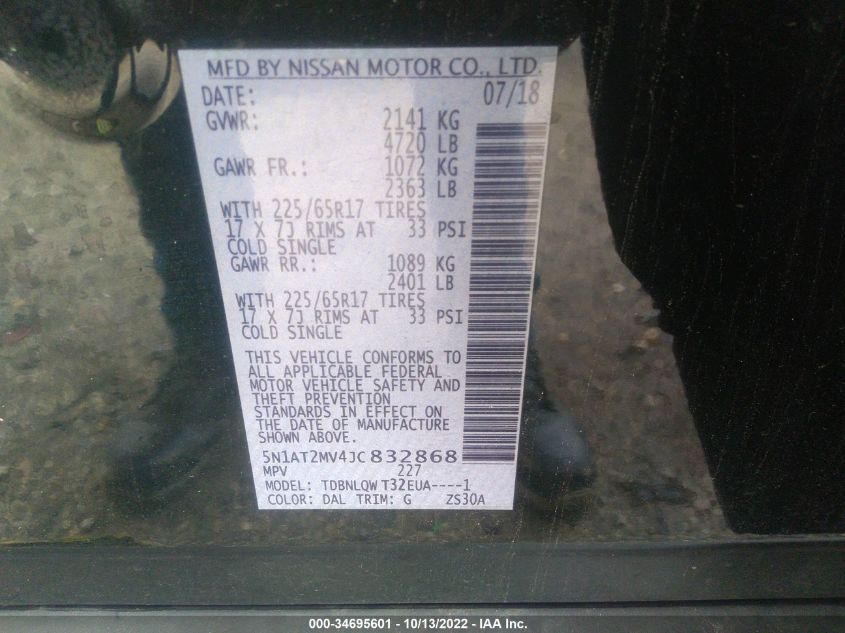 MFD BY NISSAN MOTOR CO., LTD.
DATE: 07/18
GVWR: 2141 KG
4720 LB
GAWR FR.: 1072 KG
2363 LB
WITH 225/65R17 TIRES
17 X 7J RIMS AT 33 PSI
COLD SINGLE
GAWR RR.: 1089 KG
2401 LB
WITH 225/65R17 TIRES
17 X 7J RIMS AT 33 PSI
COLD SINGLE
THIS VEHICLE CONFORMS TO
ALL APPLICABLE FEDERAL
MOTOR VEHICLE SAFETY AND
THEFT PREVENTION
STANDARDS IN EFFECT ON
THE DATE OF MANUFACTURE
SHOWN ABOVE.
5N1AT2MV4JC832868
MPV 227
MODEL: TDBNLQW T32EUA----1
COLOR: DAL TRIM: G ZS30A
000-34695601 - 10/13/2022 - IAA Inc.